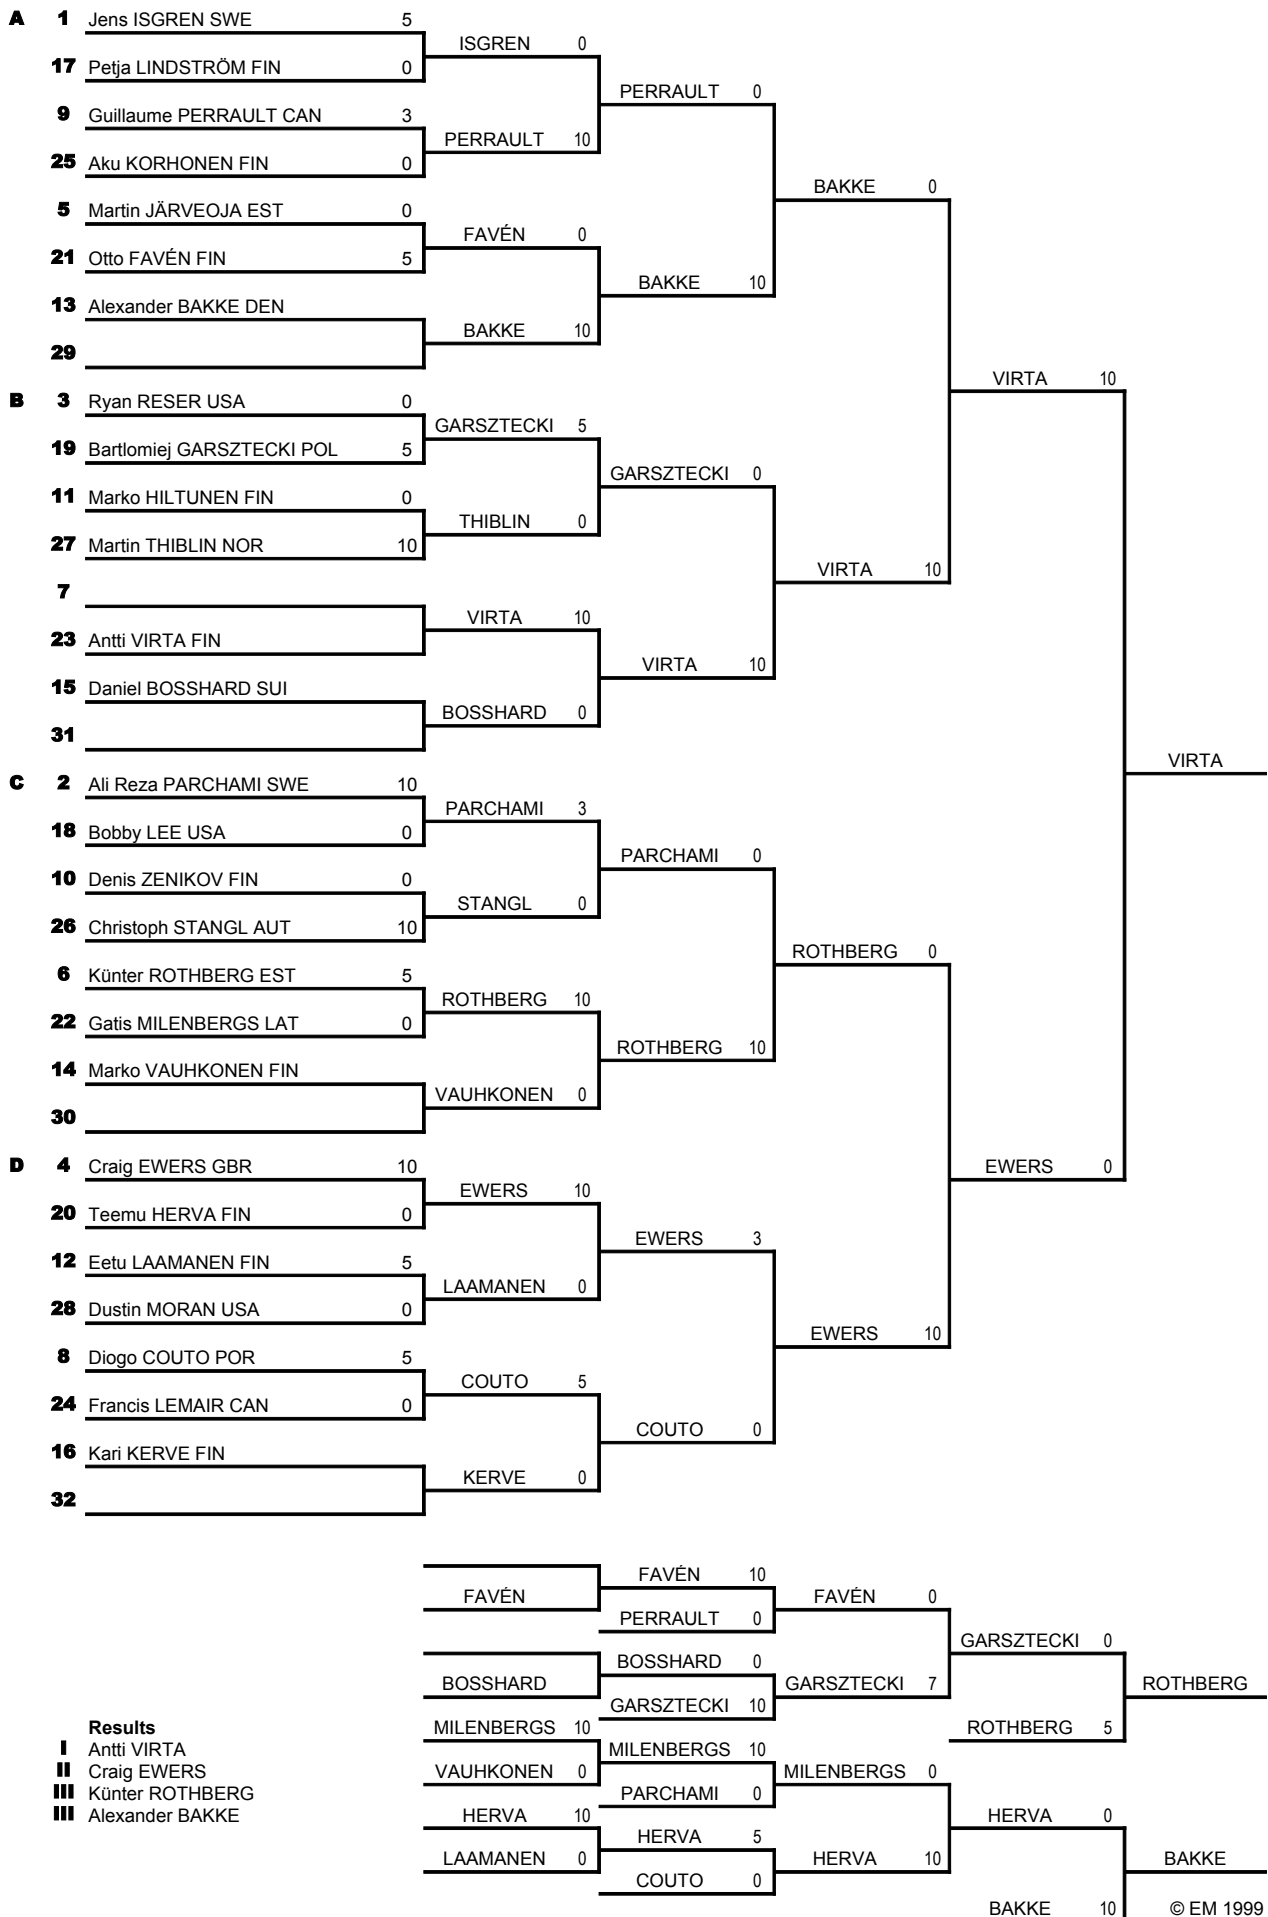 A 1 Jens ISGREN SWE 5
ISGREN 0
17 Petja LINDSTRÖM FIN 0
PERRAULT 0
9 Guillaume PERRAULT CAN 3
PERRAULT 10
25 Aku KORHONEN FIN 0
BAKKE 0
5 Martin JÄRVEOJA EST 0
FAVÉN 0
21 Otto FAVÉN FIN 5
BAKKE 10
13 Alexander BAKKE DEN
BAKKE 10
29
VIRTA 10
B 3 Ryan RESER USA 0
GARSZTECKI 5
19 Bartlomiej GARSZTECKI POL 5
GARSZTECKI 0
11 Marko HILTUNEN FIN 0
THIBLIN 0
27 Martin THIBLIN NOR 10
VIRTA 10
7
VIRTA 10
23 Antti VIRTA FIN
VIRTA 10
15 Daniel BOSSHARD SUI
BOSSHARD 0
31
VIRTA
C 2 Ali Reza PARCHAMI SWE 10
PARCHAMI 3
18 Bobby LEE USA 0
PARCHAMI 0
10 Denis ZENIKOV FIN 0
STANGL 0
26 Christoph STANGL AUT 10
ROTHBERG 0
6 Künter ROTHBERG EST 5
ROTHBERG 10
22 Gatis MILENBERGS LAT 0
ROTHBERG 10
14 Marko VAUHKONEN FIN
VAUHKONEN 0
30
D 4 Craig EWERS GBR 10
EWERS 0
EWERS 10
20 Teemu HERVA FIN 0
EWERS 3
12 Eetu LAAMANEN FIN 5
LAAMANEN 0
28 Dustin MORAN USA 0
EWERS 10
8 Diogo COUTO POR 5
COUTO 5
24 Francis LEMAIR CAN 0
COUTO 0
16 Kari KERVE FIN
KERVE 0
32
FAVÉN 10
FAVÉN FAVÉN 0
PERRAULT 0
GARSZTECKI 0
BOSSHARD 0
BOSSHARD GARSZTECKI 7 ROTHBERG
GARSZTECKI 10
Results MILENBERGS 10 ROTHBERG 5
I Antti VIRTA MILENBERGS 10
II Craig EWERS VAUHKONEN 0 MILENBERGS 0
III Künter ROTHBERG PARCHAMI 0
III Alexander BAKKE HERVA 10 HERVA 0
HERVA 5
LAAMANEN 0 HERVA 10 BAKKE
COUTO 0
BAKKE 10 © EM 1999